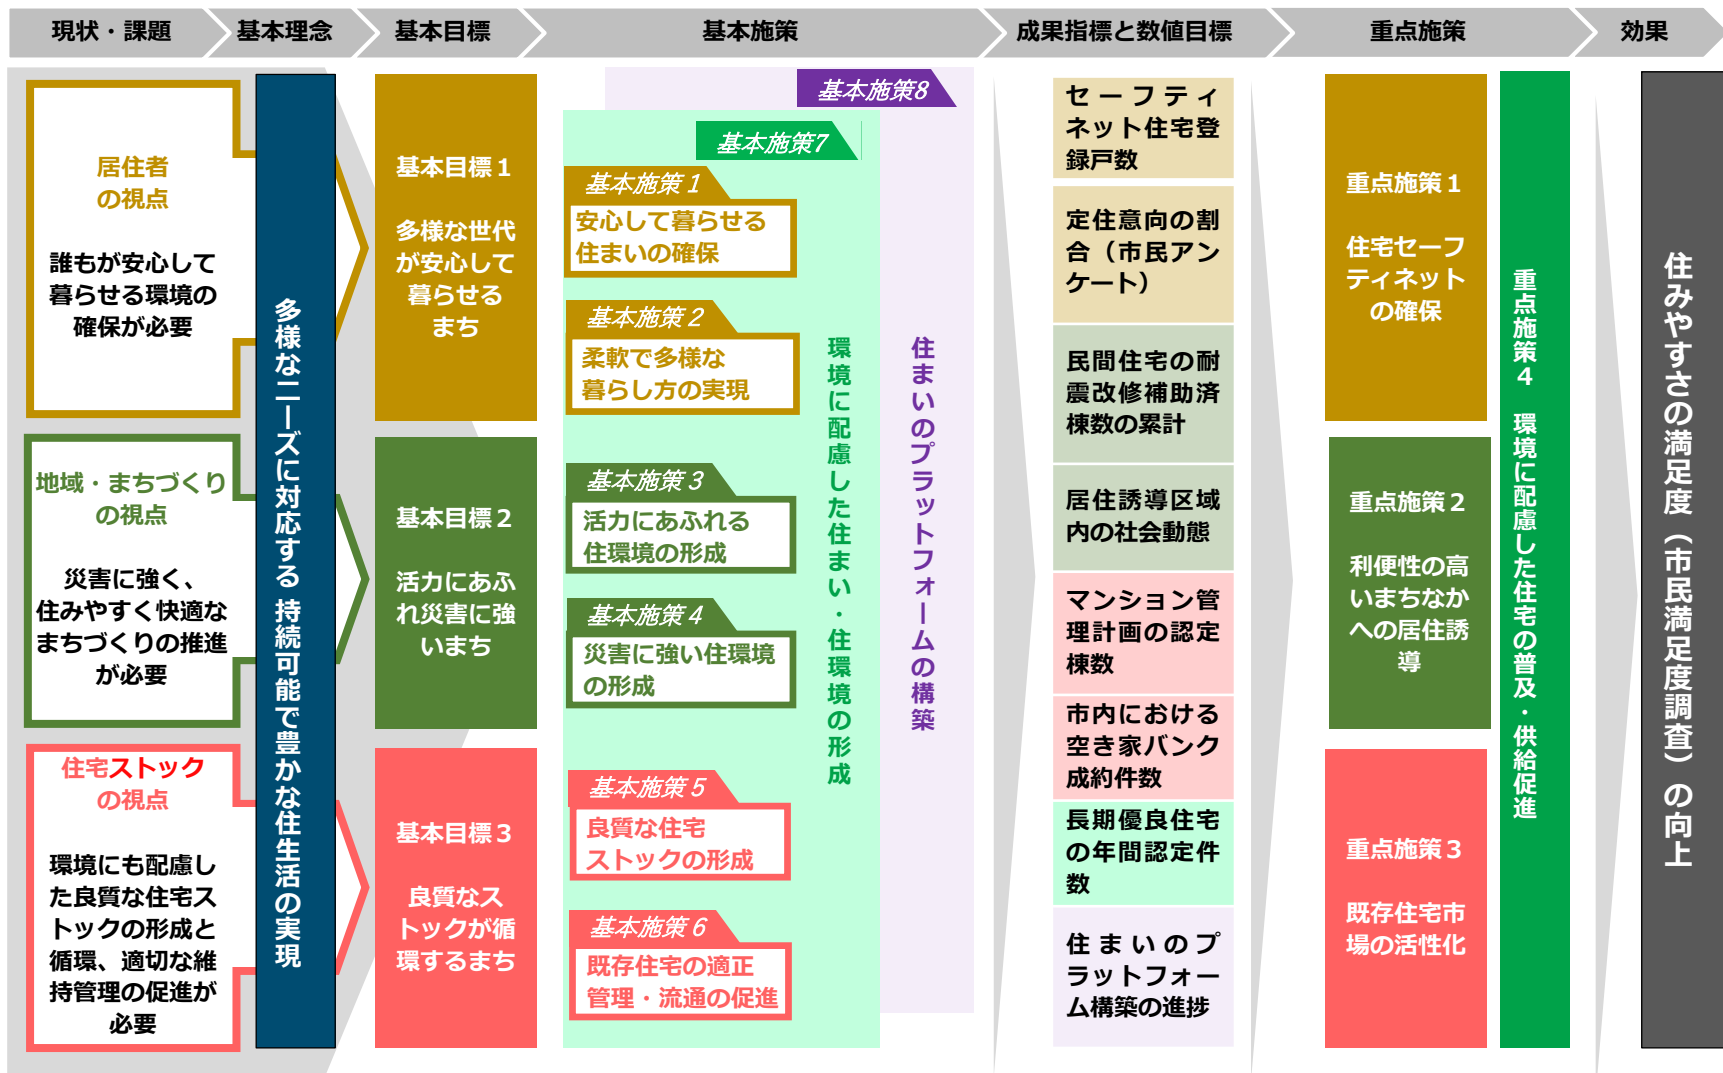 現状・課題
基本理念
基本目標
基本施策
成果指標と数値目標
重点施策
効果
居住者
の視点
誰もが安心して
暮らせる環境の
確保が必要
地域・まちづくり
の視点
災害に強く、
住みやすく快適な
まちづくりの推進
が必要
住宅ストック
の視点
環境にも配慮し
た良質な住宅ス
トックの形成と
循環、適切な維
持管理の促進が
必要
多様なニーズに対応する 持続可能で豊かな住生活の実現
基本目標１
多様な世代
が安心して
暮らせる
まち
基本目標２
活力にあふ
れ災害に強
いまち
基本目標３
良質なス
トックが循
環するまち
基本施策8
住まいのプラットフォームの構築
基本施策7
環境に配慮した住まい・住環境の形成
基本施策１
安心して暮らせる
住まいの確保
基本施策２
柔軟で多様な
暮らし方の実現
基本施策３
活力にあふれる
住環境の形成
基本施策４
災害に強い住環境
の形成
基本施策５
良質な住宅
ストックの形成
基本施策６
既存住宅の適正
管理・流通の促進
セーフティ
ネット住宅登
録戸数
定住意向の割
合（市民アン
ケート）
民間住宅の耐
震改修補助済
棟数の累計
居住誘導区域
内の社会動態
マンション管
理計画の認定
棟数
市内における
空き家バンク
成約件数
長期優良住宅
の年間認定件
数
住まいのプ
ラットフォー
ム構築の進捗
重点施策１
住宅セーフ
ティネット
の確保
重点施策２
利便性の高
いまちなか
への居住誘
導
重点施策３
既存住宅市
場の活性化
重点施策４ 環境に配慮した住宅の普及・供給促進
住みやすさの満足度（市民満足度調査）の向上